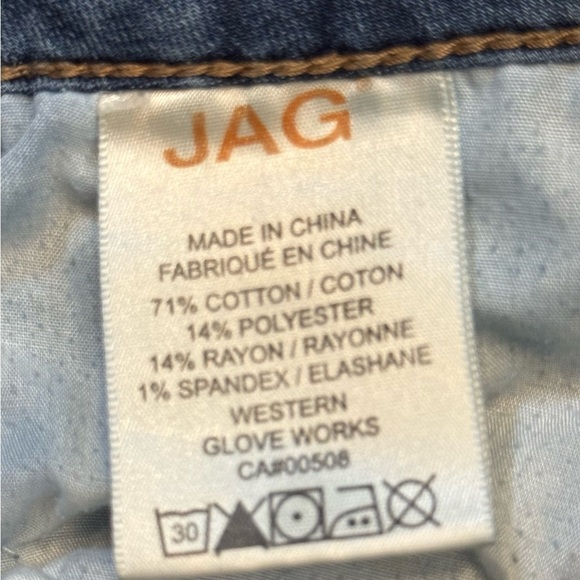 JAG®
MADE IN CHINA
FABRIQUÉ EN CHINE
71% COTTON / COTON
14% POLYESTER
14% RAYON / RAYONNE
1% SPANDEX / ELASHANE
WESTERN
GLOVE WORKS
CA#00508
30